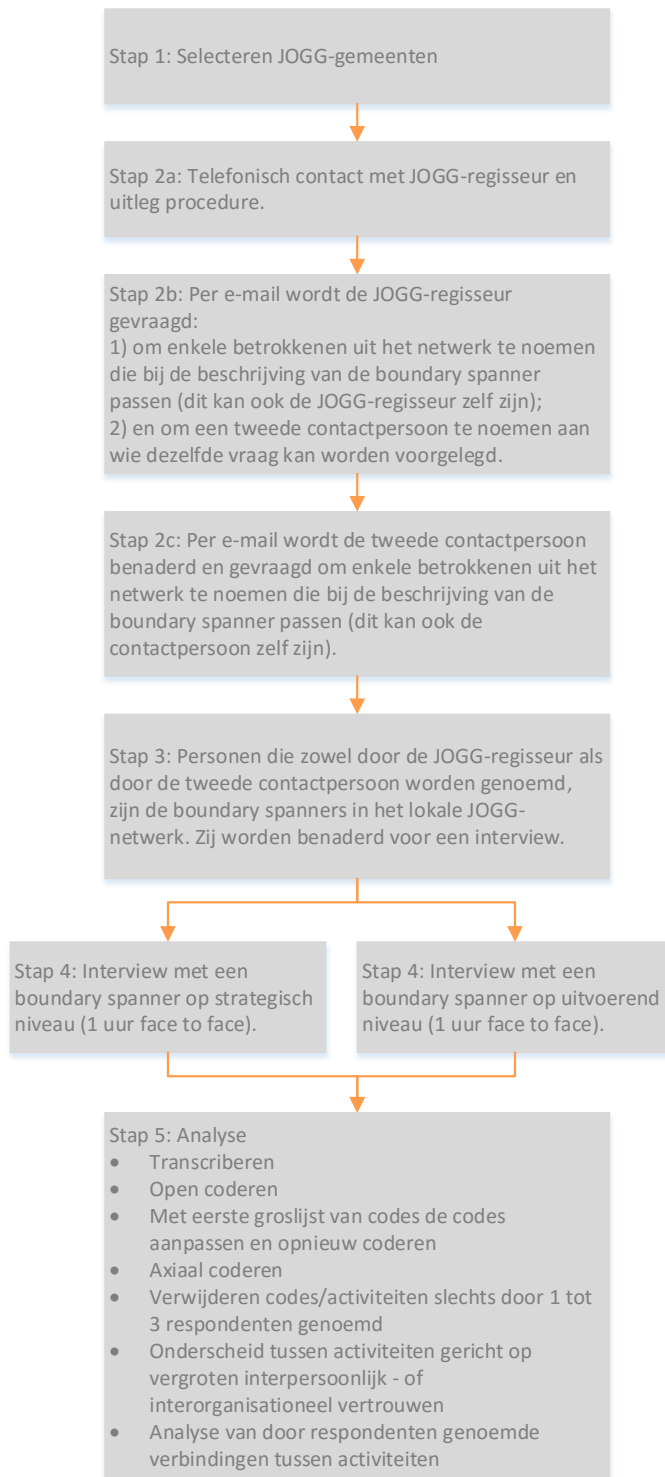 Stap 1: Selecteren JOGG-gemeenten
Stap 2a: Telefonisch contact met JOGG-regisseur en
uitleg procedure.
Stap 2b: Per e-mail wordt de JOGG-regisseur
gevraagd:
1) om enkele betrokkenen uit het netwerk te noemen
die bij de beschrijving van de boundary spanner
passen (dit kan ook de JOGG-regisseur zelf zijn);
2) en om een tweede contactpersoon te noemen aan
wie dezelfde vraag kan worden voorgelegd.
Stap 2c: Per e-mail wordt de tweede contactpersoon
benaderd en gevraagd om enkele betrokkenen uit het
netwerk te noemen die bij de beschrijving van de
boundary spanner passen (dit kan ook de
contactpersoon zelf zijn).
Stap 3: Personen die zowel door de JOGG-regisseur als
door de tweede contactpersoon worden genoemd,
zijn de boundary spanners in het lokale JOGG-
netwerk. Zij worden benaderd voor een interview.
Stap 4: Interview met een
boundary spanner op strategisch
niveau (1 uur face to face).
Stap 4: Interview met een
boundary spanner op uitvoerend
niveau (1 uur face to face).
Stap 5: Analyse
• Transcriberen
• Open coderen
• Met eerste groslijst van codes de codes
aanpassen en opnieuw coderen
• Axiaal coderen
• Verwijderen codes/activiteiten slechts door 1 tot
3 respondenten genoemd
• Onderscheid tussen activiteiten gericht op
vergroten interpersoonlijk - of
interorganisationeel vertrouwen
• Analyse van door respondenten genoemde
verbindingen tussen activiteiten